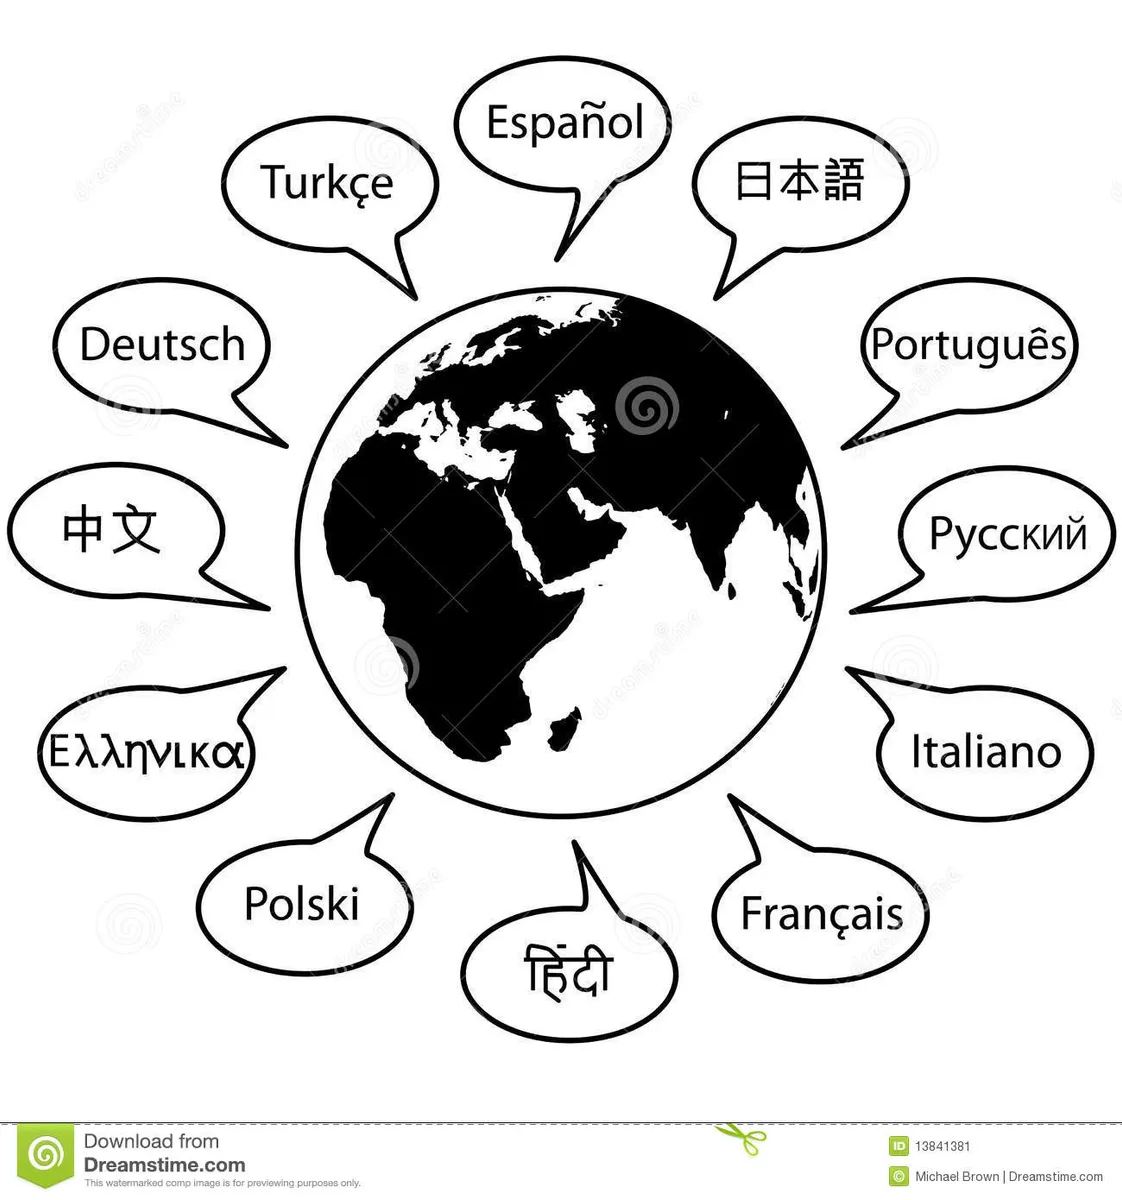 Español
Turkçe
日本語
Deutsch
Português
中文
Русский
Ελληνικα
Italiano
Polski
Français
हिंदी
Download from
Dreamstime.com
This watermarked comp image is for previewing purposes only.
ID 13841381
© Michael Brown | Dreamstime.com